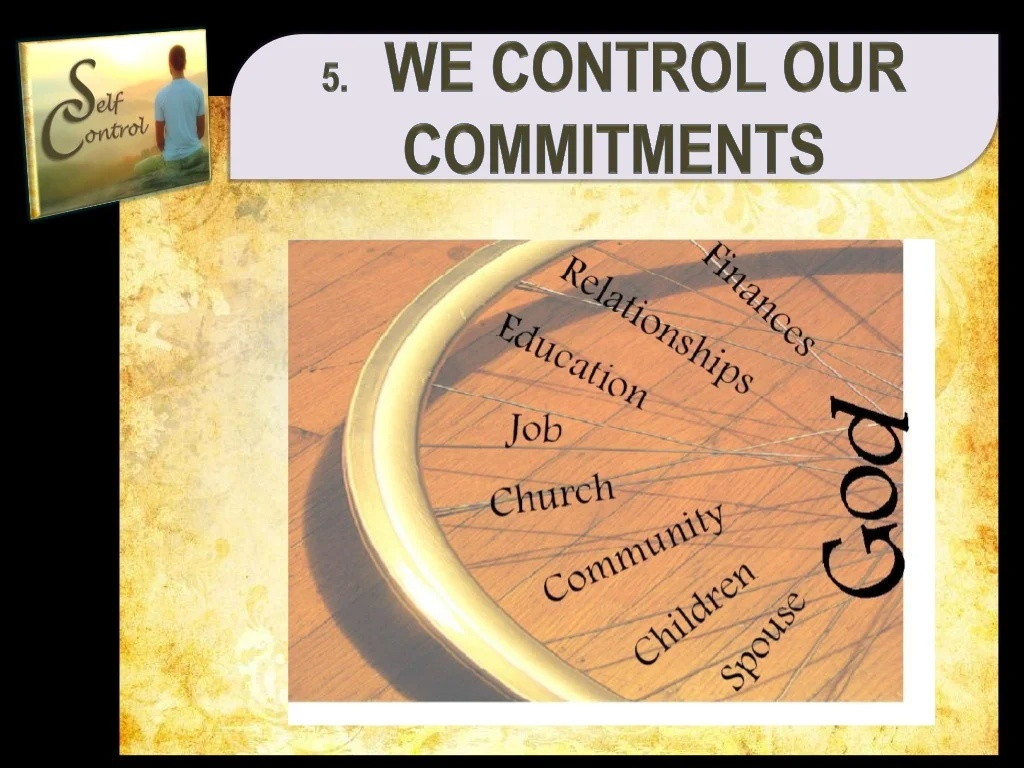 Self
Control
5. WE CONTROL OUR
COMMITMENTS
Finances
Relationships
Education
Job
Church
Community
Children
Spouse
God